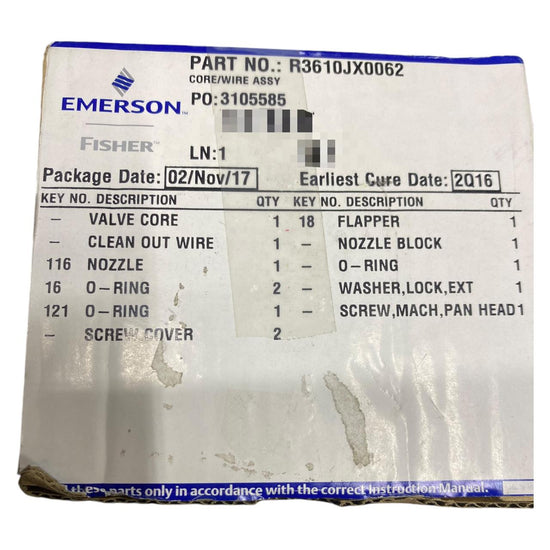 PART NO.: R3610JX0062
CORE/WIRE ASSY
EMERSON™
PO:3105585
FISHER™
LN:1
Package Date: 02/Nov/17 Earliest Cure Date: 2Q16
KEY NO. DESCRIPTION QTY KEY NO. DESCRIPTION QTY
– VALVE CORE 1 18 FLAPPER 1
– CLEAN OUT WIRE 1 – NOZZLE BLOCK 1
116 NOZZLE 1 – O–RING 1
16 O–RING 2 – WASHER,LOCK,EXT 1
121 O–RING 1 – SCREW,MACH,PAN HEAD1
– SCREW COVER 2
these parts only in accordance with the correct Instruction Manual.